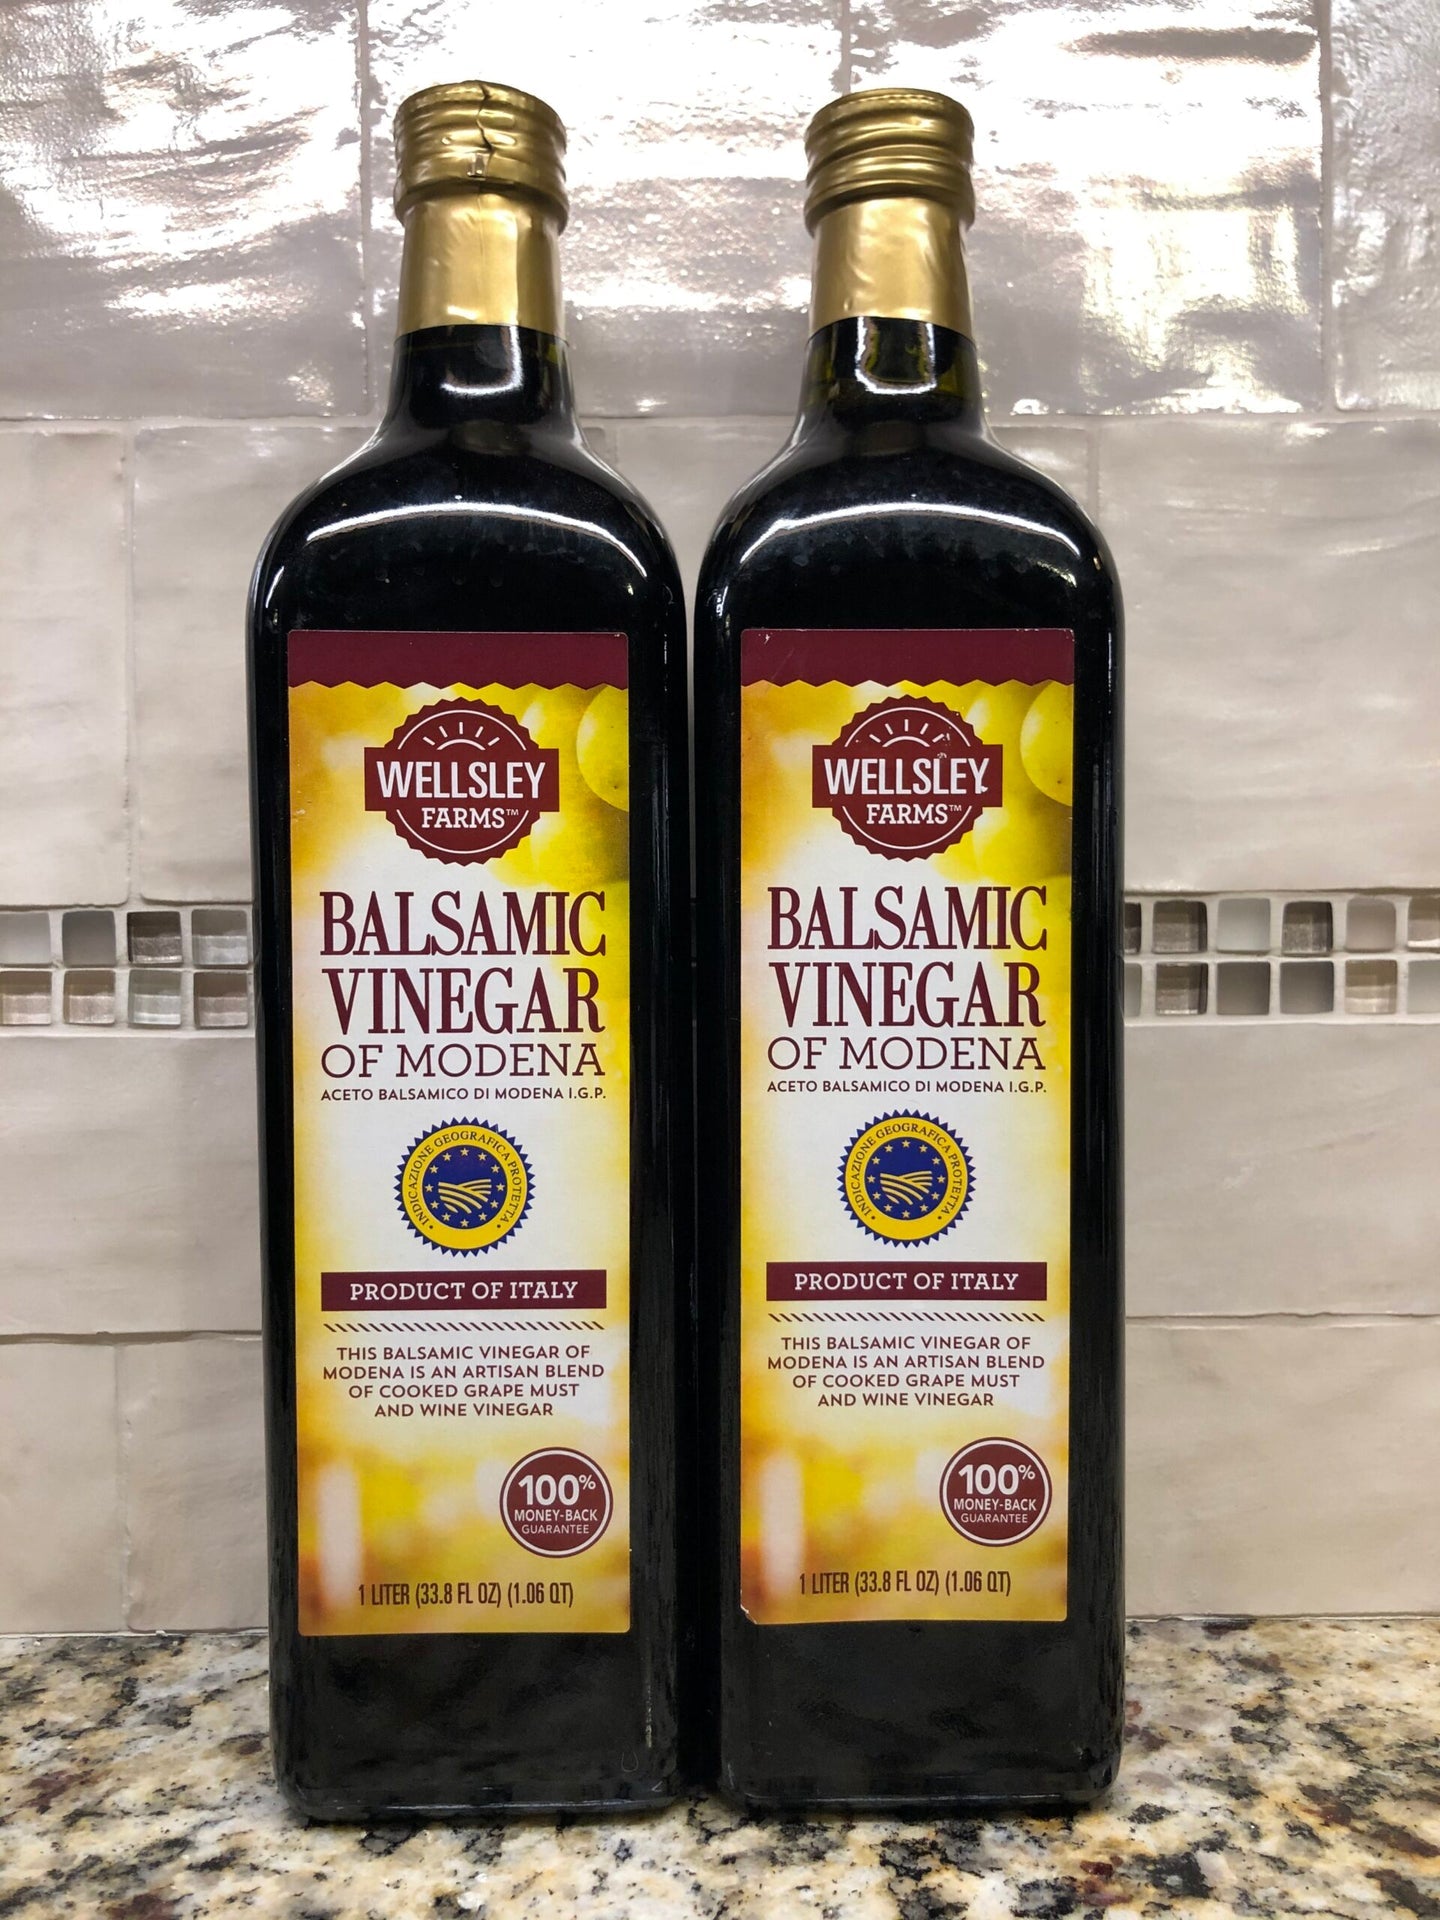 WELLSLEY
FARMS™
BALSAMIC
VINEGAR
OF MODENA
ACETO BALSAMICO DI MODENA I.G.P.
INDICAZIONE GEOGRAFICA PROTETTA
PRODUCT OF ITALY
THIS BALSAMIC VINEGAR OF
MODENA IS AN ARTISAN BLEND
OF COOKED GRAPE MUST
AND WINE VINEGAR
100%
MONEY-BACK
GUARANTEE
1 LITER (33.8 FL OZ) (1.06 QT)
WELLSLEY
FARMS™
BALSAMIC
VINEGAR
OF MODENA
ACETO BALSAMICO DI MODENA I.G.P.
INDICAZIONE GEOGRAFICA PROTETTA
PRODUCT OF ITALY
THIS BALSAMIC VINEGAR OF
MODENA IS AN ARTISAN BLEND
OF COOKED GRAPE MUST
AND WINE VINEGAR
100%
MONEY-BACK
GUARANTEE
1 LITER (33.8 FL OZ) (1.06 QT)